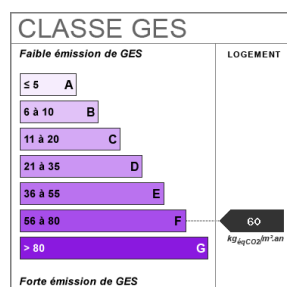 CLASSE GES
Faible émission de GES
LOGEMENT
≤ 5 A
6 à 10 B
11 à 20 C
21 à 35 D
36 à 55 E
56 à 80 F
60
kgéqCO2/m².an
> 80 G
Forte émission de GES